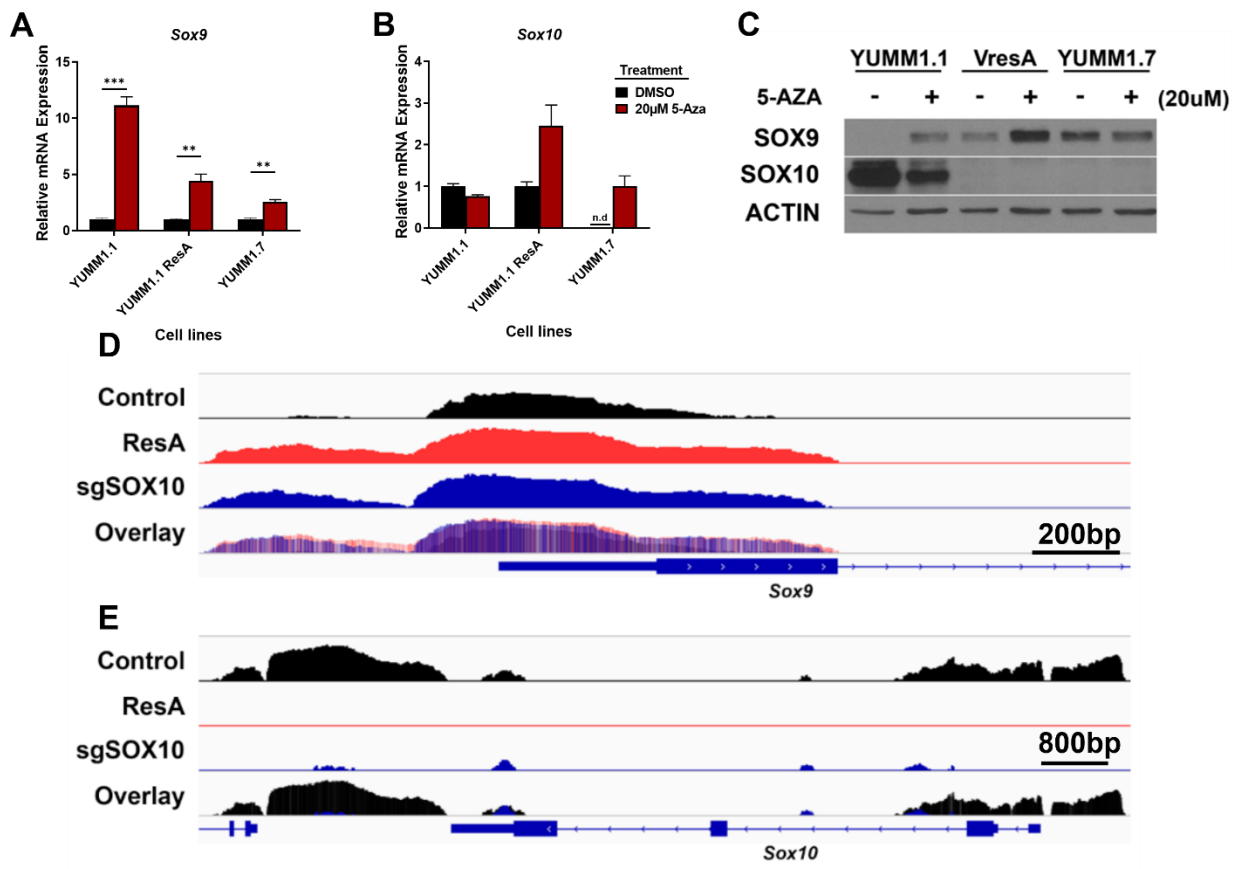 A
Sox9
Relative mRNA Expression
15
10
5
0
***
**
**
YUMM1.1
YUMM1.1 ResA
YUMM1.7
Cell lines
B
Sox10
Relative mRNA Expression
4
3
2
1
0
n.d
Treatment
DMSO
20μM 5-Aza
YUMM1.1
YUMM1.1 ResA
YUMM1.7
Cell lines
C
YUMM1.1 VresA YUMM1.7
5-AZA - + - + - + (20uM)
SOX9
SOX10
ACTIN
D
Control
ResA
sgSOX10
Overlay
200bp
Sox9
E
Control
ResA
sgSOX10
800bp
Overlay
Sox10